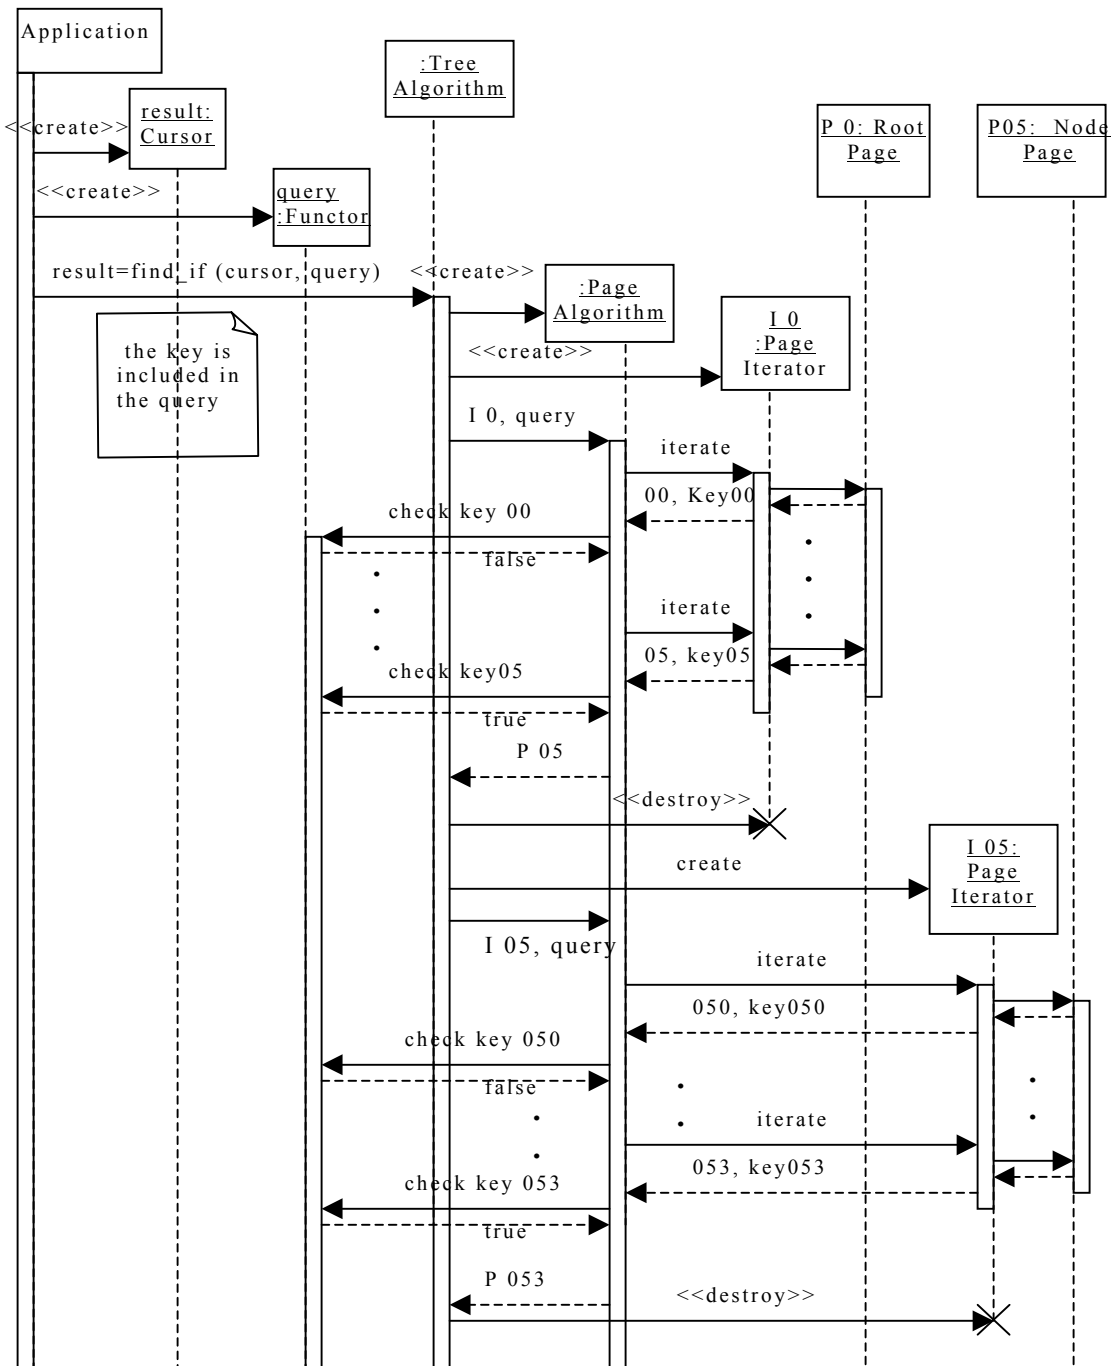 Application
:Tree
Algorithm
result:
Cursor
<<create>>
P 0: Root
Page
P05: Node
Page
<<create>>
query
:Functor
result=find_if (cursor, query)
<<create>>
:Page
Algorithm
I 0
:Page
Iterator
the key is
included in
the query
<<create>>
I 0, query
iterate
00, Key00
check key 00
false
iterate
05, key05
check key05
true
P 05
<<destroy>>
I 05:
Page
Iterator
create
I 05, query
iterate
050, key050
check key 050
false
iterate
053, key053
check key 053
true
P 053
<<destroy>>